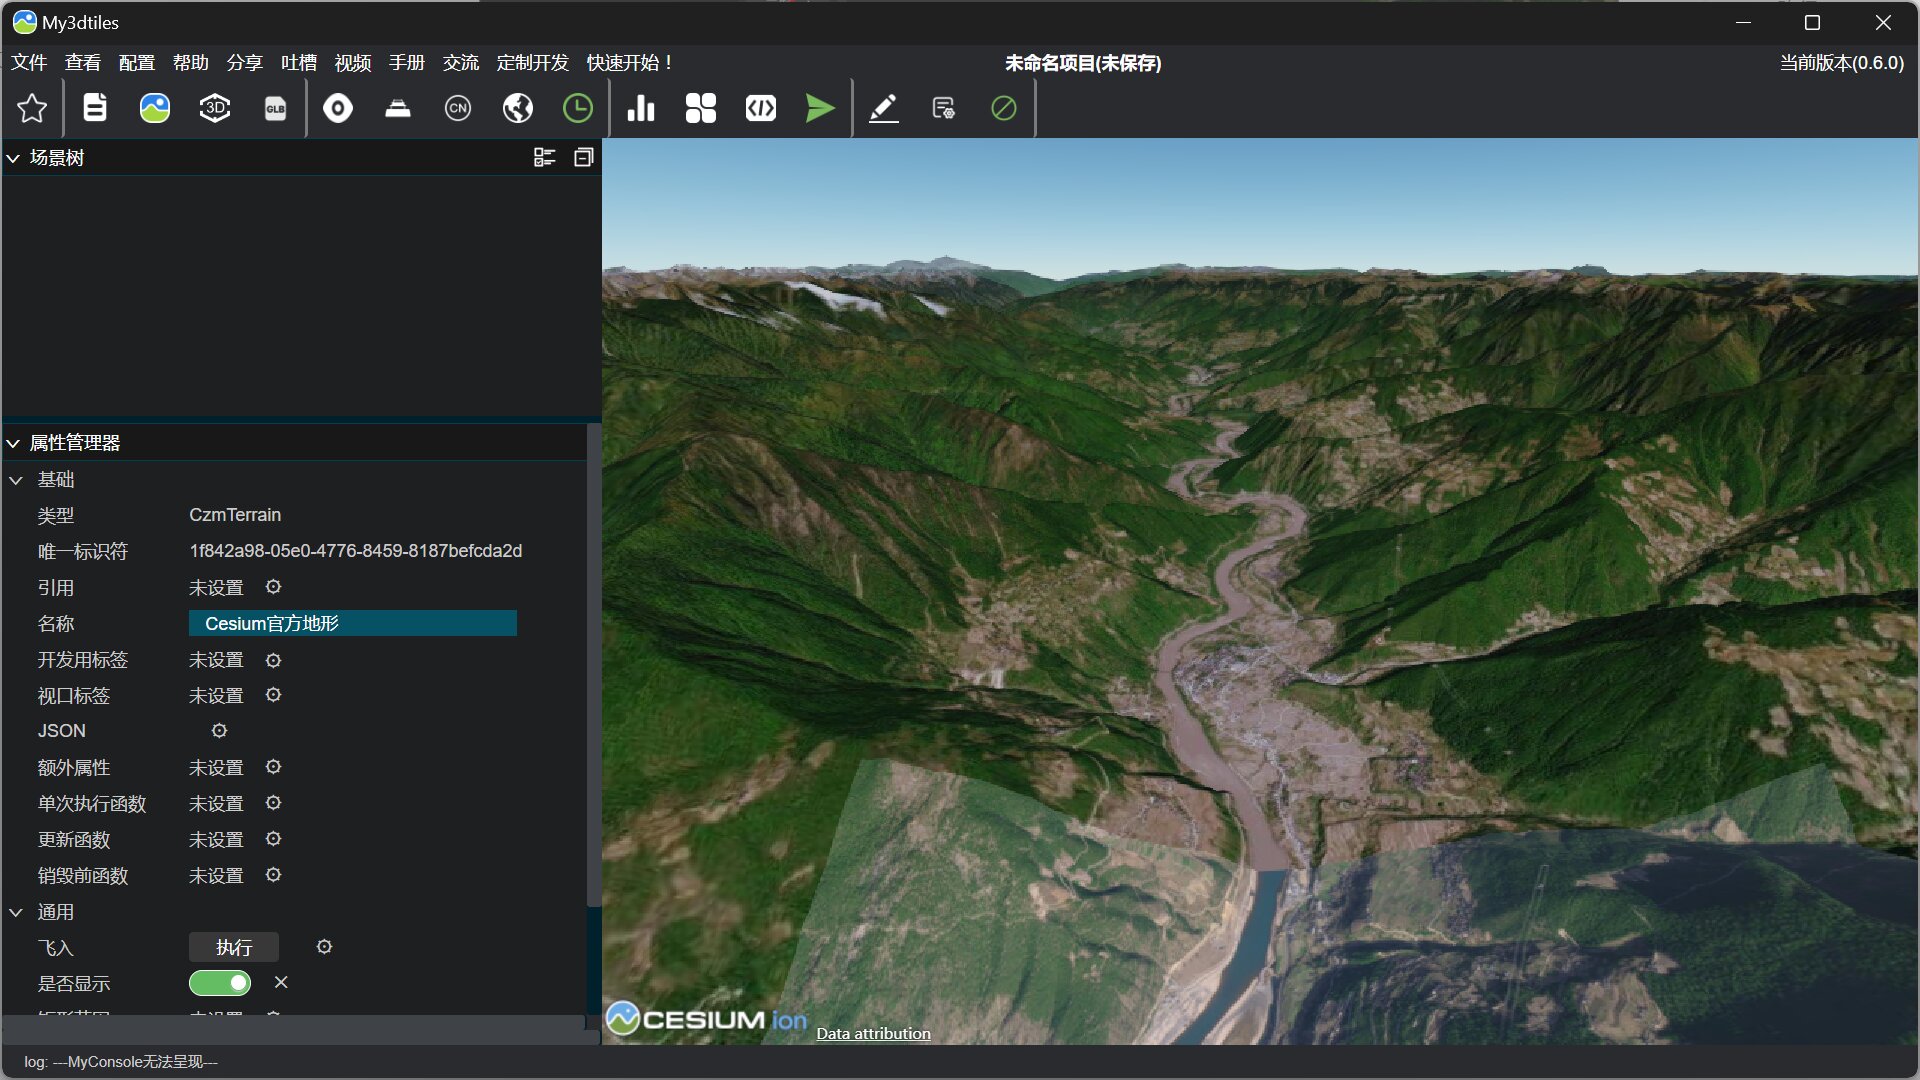 My3dtiles
文件 查看 配置 帮助 分享 吐槽 视频 手册 交流 定制开发 快速开始！ 未命名项目(未保存) 当前版本(0.6.0)
3D GLB CN
场景树
属性管理器
基础
类型 CzmTerrain
唯一标识符 1f842a98-05e0-4776-8459-8187befcda2d
引用 未设置
名称 Cesium官方地形
开发用标签 未设置
视口标签 未设置
JSON
额外属性 未设置
单次执行函数 未设置
更新函数 未设置
销毁前函数 未设置
通用
飞入 执行
是否显示
CESIUM ion Data attribution
log: ---MyConsole无法呈现---